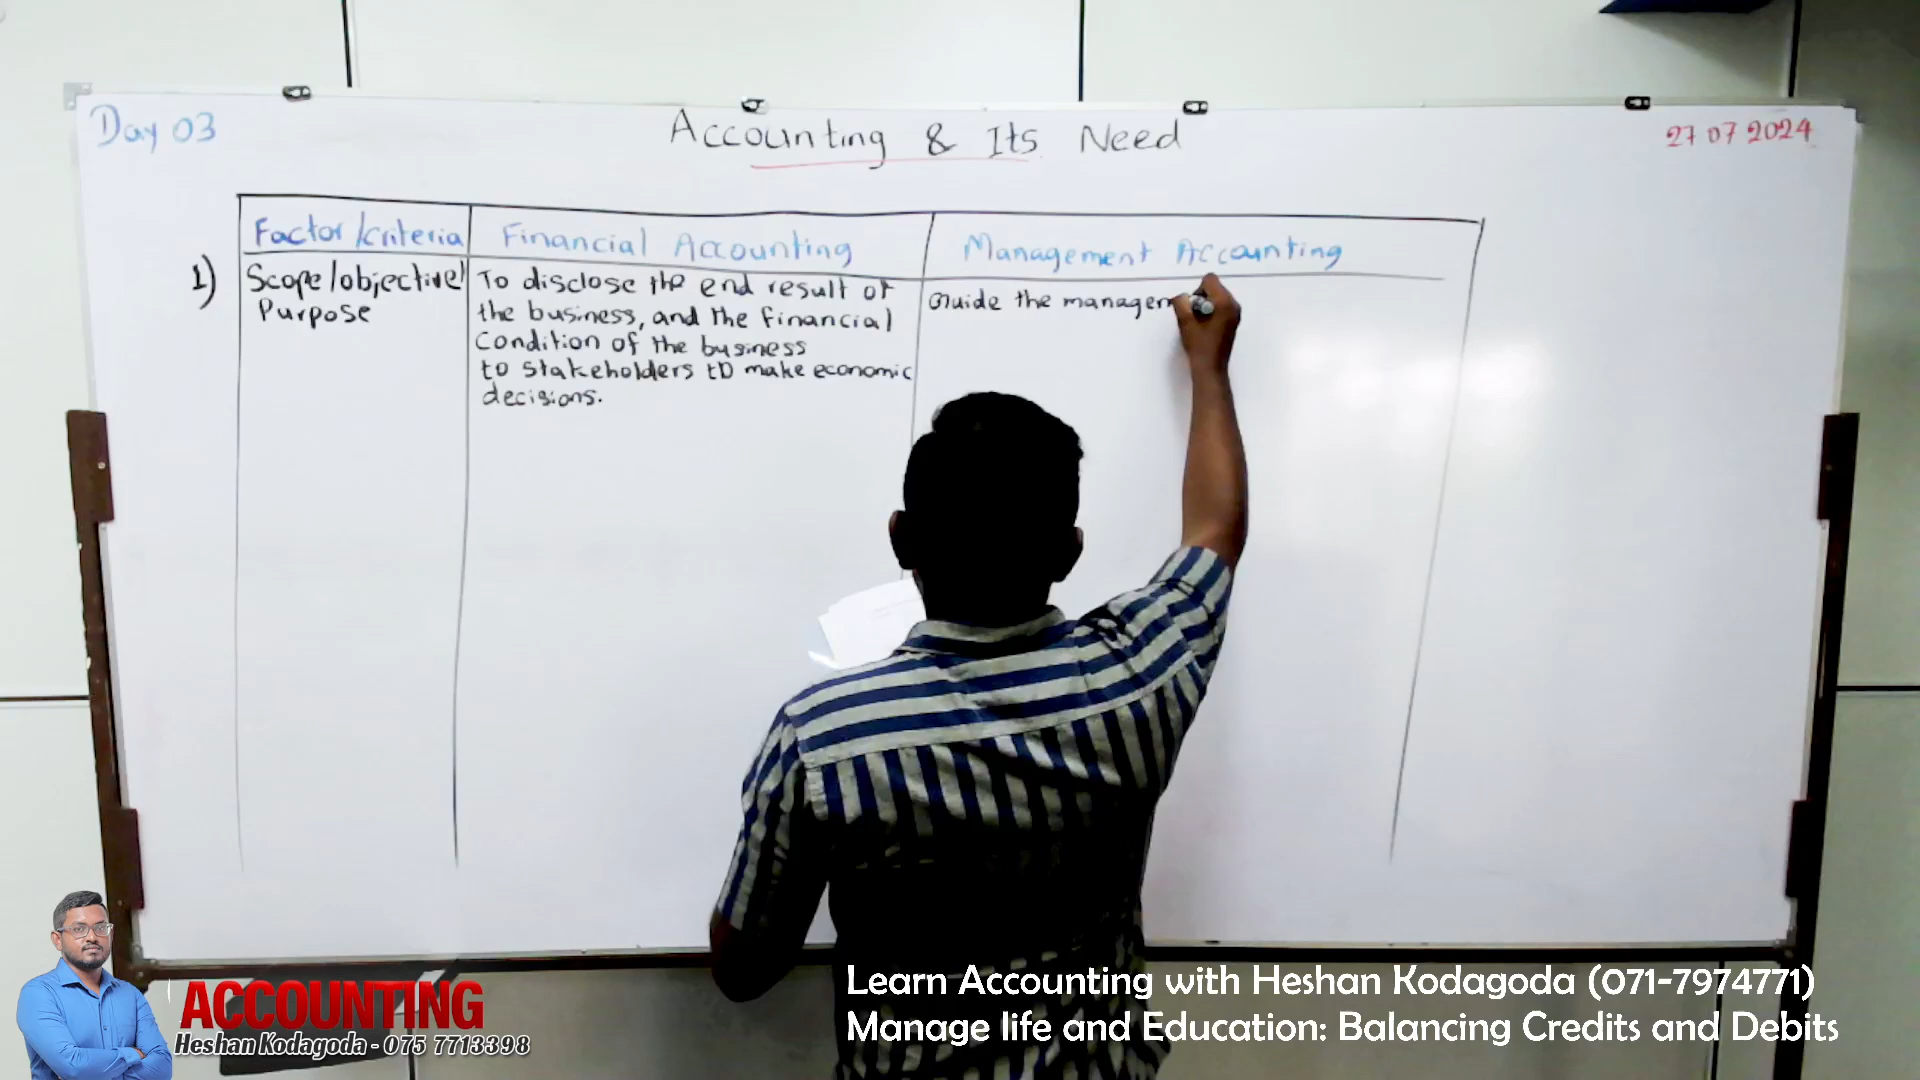 Day 03
Accounting & Its Need
27 07 2024
Factor/criteria
Financial Accounting
Management Accounting
1)
Scope/objective/
Purpose
To disclose the end result of
the business, and the financial
condition of the business
to stakeholders to make economic
decisions.
Guide the managem
ACCOUNTING
Heshan Kodagoda - 075 7713398
Learn Accounting with Heshan Kodagoda (071-7974771)
Manage life and Education: Balancing Credits and Debits